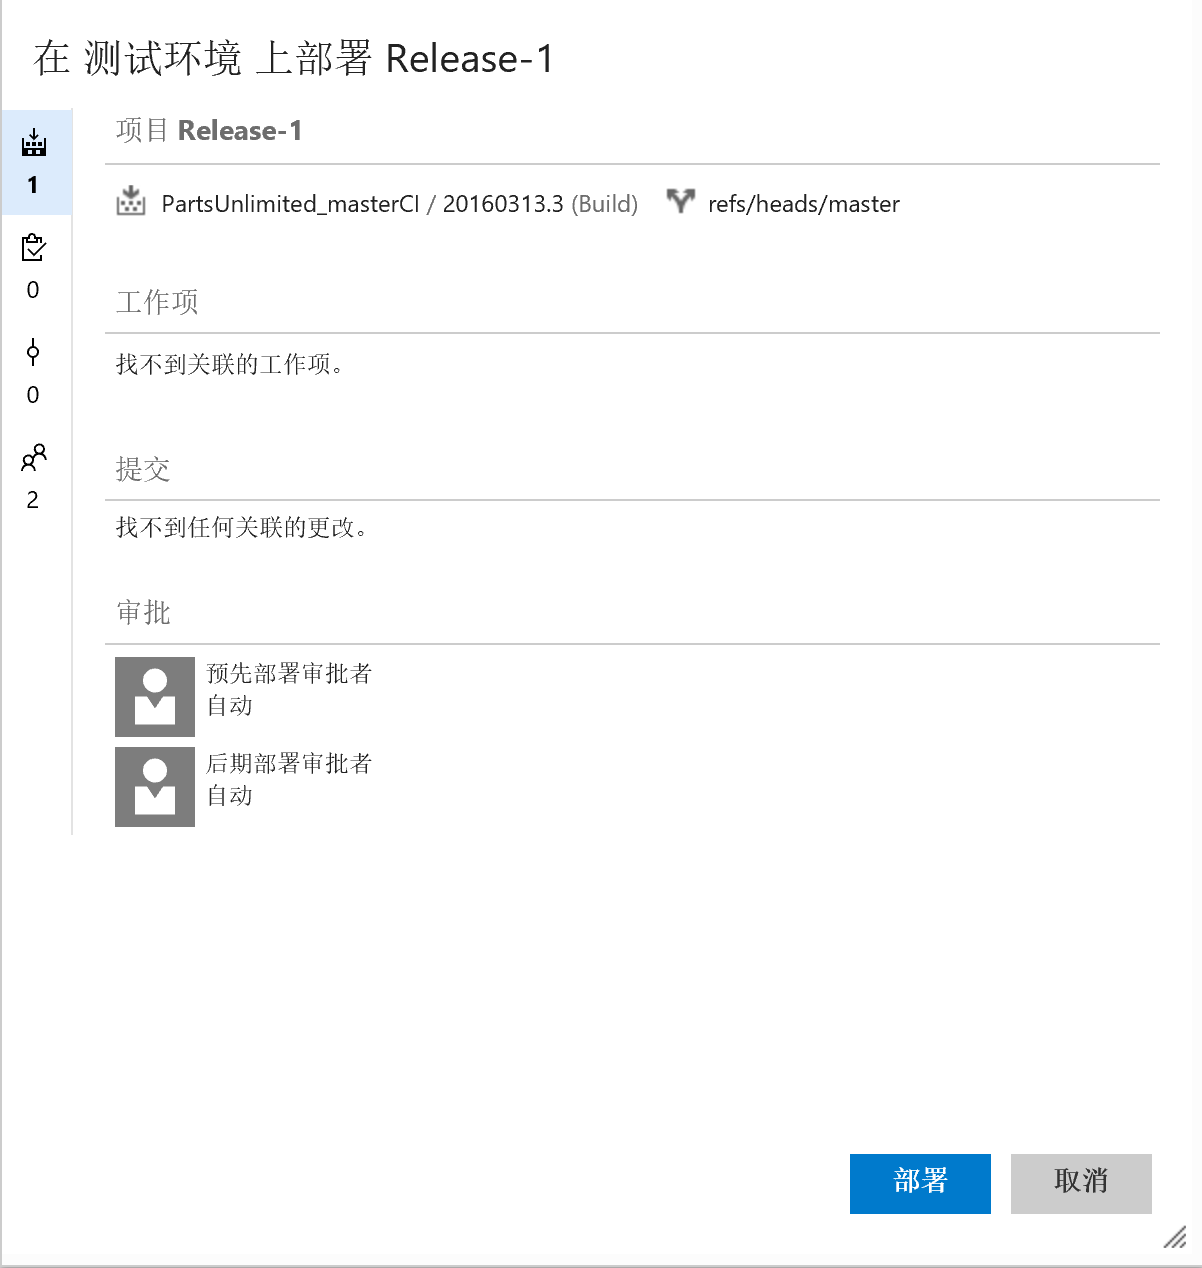 在 测试环境 上部署 Release-1
项目 Release-1
1
PartsUnlimited_masterCI / 20160313.3 (Build) refs/heads/master
0
工作项
找不到关联的工作项。
0
提交
2
找不到任何关联的更改。
审批
预先部署审批者
自动
后期部署审批者
自动
部署 取消